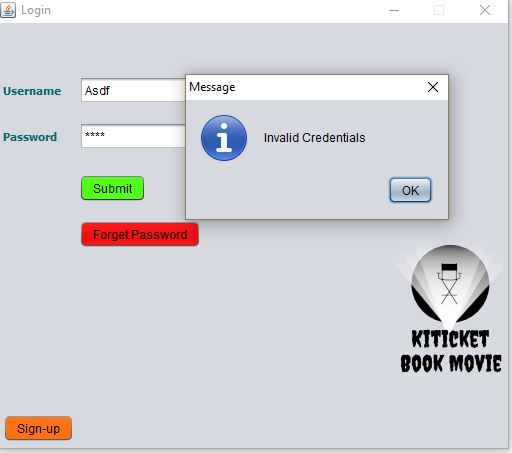 Login
Username
Asdf
Message
Invalid Credentials
OK
Password
****
Submit
Forget Password
KITICKET
BOOK MOVIE
Sign-up